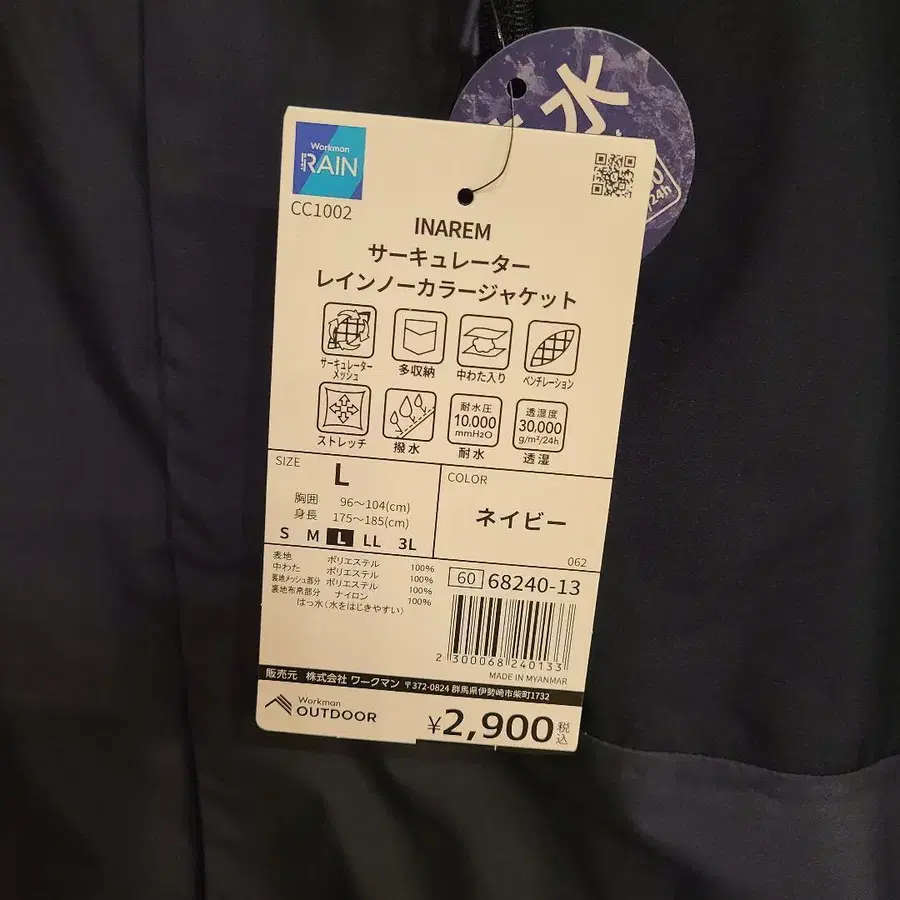 水
/24h
Workman
RAIN
CC1002
INAREM
サーキュレーター
レインノーカラージャケット
サーキュレーター
メッシュ
多収納
中わた入り
ベンチレーション
ストレッチ
撥水
耐水圧
10.000
mmH2O
耐水
透湿度
30.000
g/m²/24h
透湿
SIZE
L
胸囲 96～104(cm)
身長 175～185(cm)
S M L LL 3L
COLOR
ネイビー
062
表地 ポリエステル 100%
中わた ポリエステル 100%
裏地メッシュ部分 ポリエステル 100%
裏地布帛部分 ナイロン 100%
はっ水(水をはじきやすい)
60 68240-13
2 300068 240133
MADE IN MYANMAR
販売元 株式会社 ワークマン 〒372-0824 群馬県伊勢崎市柴町1732
Workman
OUTDOOR
¥2,900税込